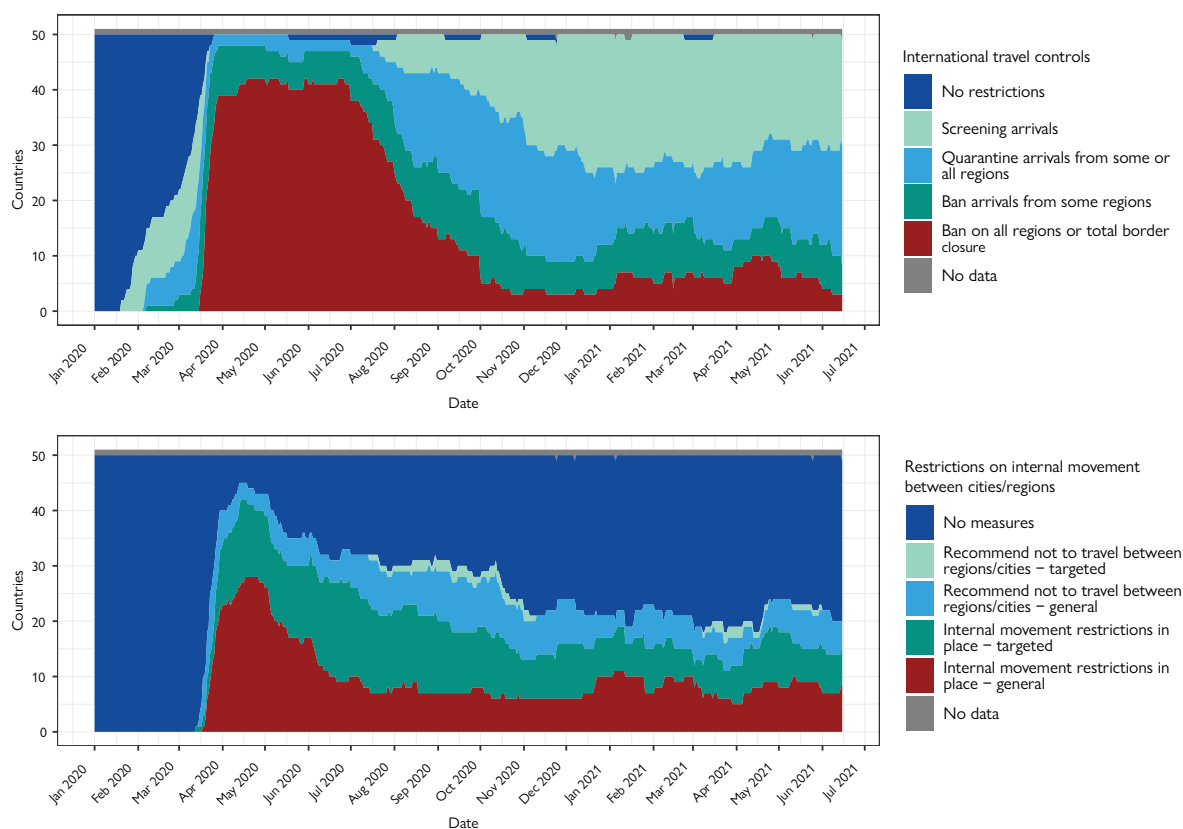 50
40
30
20
10
0
Countries
Jan 2020
Feb 2020
Mar 2020
Apr 2020
May 2020
Jun 2020
Jul 2020
Aug 2020
Sep 2020
Oct 2020
Nov 2020
Dec 2020
Jan 2021
Feb 2021
Mar 2021
Apr 2021
May 2021
Jun 2021
Jul 2021
Date
International travel controls
No restrictions
Screening arrivals
Quarantine arrivals from some or
all regions
Ban arrivals from some regions
Ban on all regions or total border
closure
No data
50
40
30
20
10
0
Countries
Jan 2020
Feb 2020
Mar 2020
Apr 2020
May 2020
Jun 2020
Jul 2020
Aug 2020
Sep 2020
Oct 2020
Nov 2020
Dec 2020
Jan 2021
Feb 2021
Mar 2021
Apr 2021
May 2021
Jun 2021
Jul 2021
Date
Restrictions on internal movement
between cities/regions
No measures
Recommend not to travel between
regions/cities − targeted
Recommend not to travel between
regions/cities − general
Internal movement restrictions in
place − targeted
Internal movement restrictions in
place − general
No data